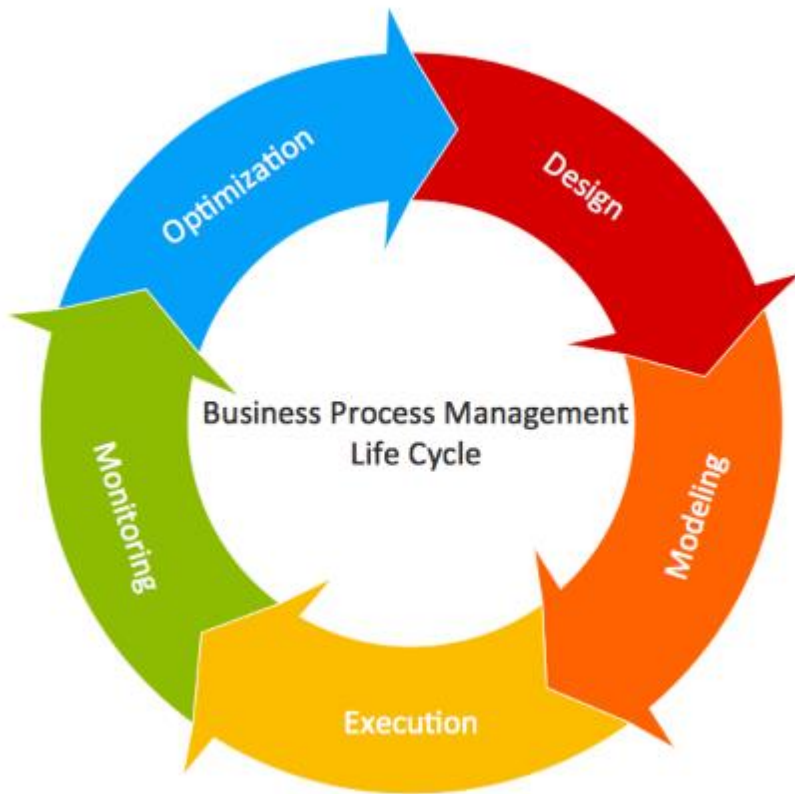 Optimization
Design
Business Process Management
Life Cycle
Monitoring
Modeling
Execution